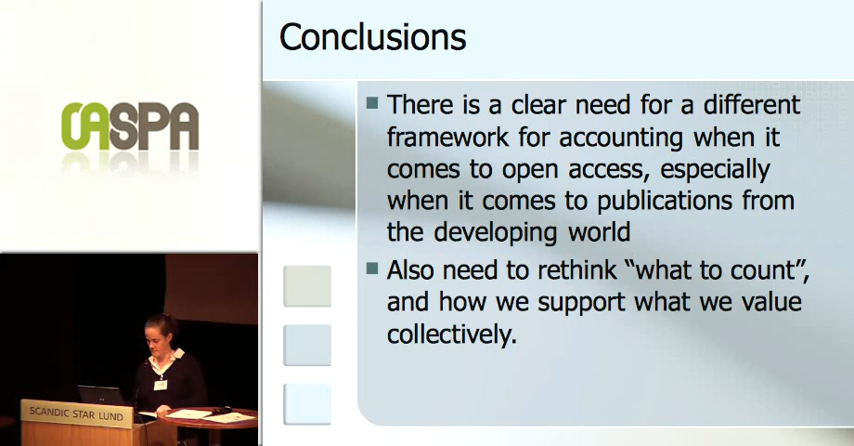 OASPA
Conclusions
There is a clear need for a different
framework for accounting when it
comes to open access, especially
when it comes to publications from
the developing world
Also need to rethink “what to count”,
and how we support what we value
collectively.
SCANDIC STAR LUND